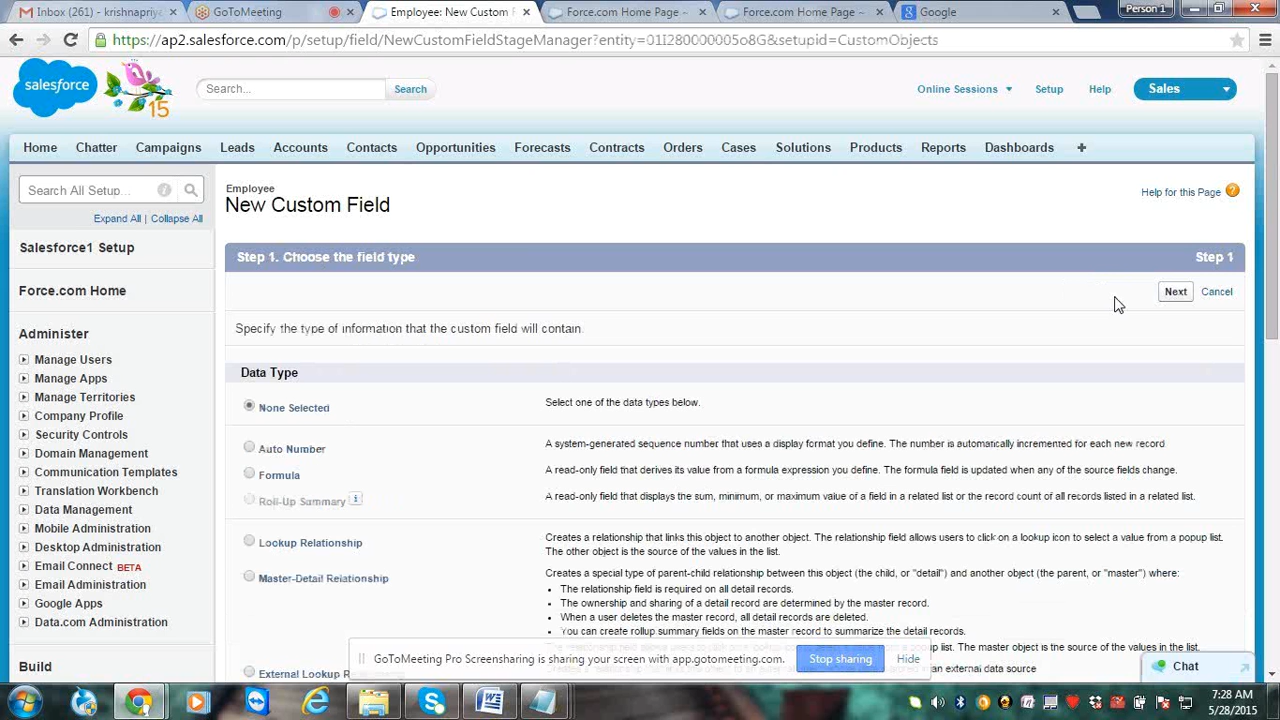 Inbox (261) - krishnapriy
GoToMeeting
Employee: New Custom F
Force.com Home Page ~
Force.com Home Page ~
Google
Person 1
https://ap2.salesforce.com/p/setup/field/NewCustomFieldStageManager?entity=01I280000005o8G&setupid=CustomObjects
salesforce
15
Search...
Search
Online Sessions
Setup
Help
Sales
Home
Chatter
Campaigns
Leads
Accounts
Contacts
Opportunities
Forecasts
Contracts
Orders
Cases
Solutions
Products
Reports
Dashboards
+
Search All Setup...
Expand All | Collapse All
Salesforce1 Setup
Force.com Home
Administer
Manage Users
Manage Apps
Manage Territories
Company Profile
Security Controls
Domain Management
Communication Templates
Translation Workbench
Data Management
Mobile Administration
Desktop Administration
Email Connect BETA
Email Administration
Google Apps
Data.com Administration
Build
Employee
New Custom Field
Help for this Page
Step 1. Choose the field type
Step 1
Next
Cancel
Specify the type of information that the custom field will contain.
Data Type
None Selected
Select one of the data types below.
Auto Number
A system-generated sequence number that uses a display format you define. The number is automatically incremented for each new record
Formula
A read-only field that derives its value from a formula expression you define. The formula field is updated when any of the source fields change.
Roll-Up Summary
A read-only field that displays the sum, minimum, or maximum value of a field in a related list or the record count of all records listed in a related list.
Lookup Relationship
Creates a relationship that links this object to another object. The relationship field allows users to click on a lookup icon to select a value from a popup list.
The other object is the source of the values in the list.
Master-Detail Relationship
Creates a special type of parent-child relationship between this object (the child, or "detail") and another object (the parent, or "master") where:
The relationship field is required on all detail records.
The ownership and sharing of a detail record are determined by the master record.
When a user deletes the master record, all detail records are deleted.
You can create rollup summary fields on the master record to summarize the detail records.
list. The master object is the source of the values in the list.
External Lookup
an external data source
GoToMeeting Pro Screensharing is sharing your screen with app.gotomeeting.com.
Stop sharing
Hide
Chat
7:28 AM
5/28/2015